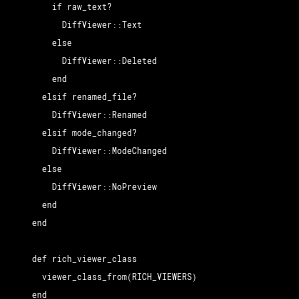 if raw_text?
DiffViewer::Text
else
DiffViewer::Deleted
end
elsif renamed_file?
DiffViewer::Renamed
elsif mode_changed?
DiffViewer::ModeChanged
else
DiffViewer::NoPreview
end
end
def rich_viewer_class
viewer_class_from(RICH_VIEWERS)
end